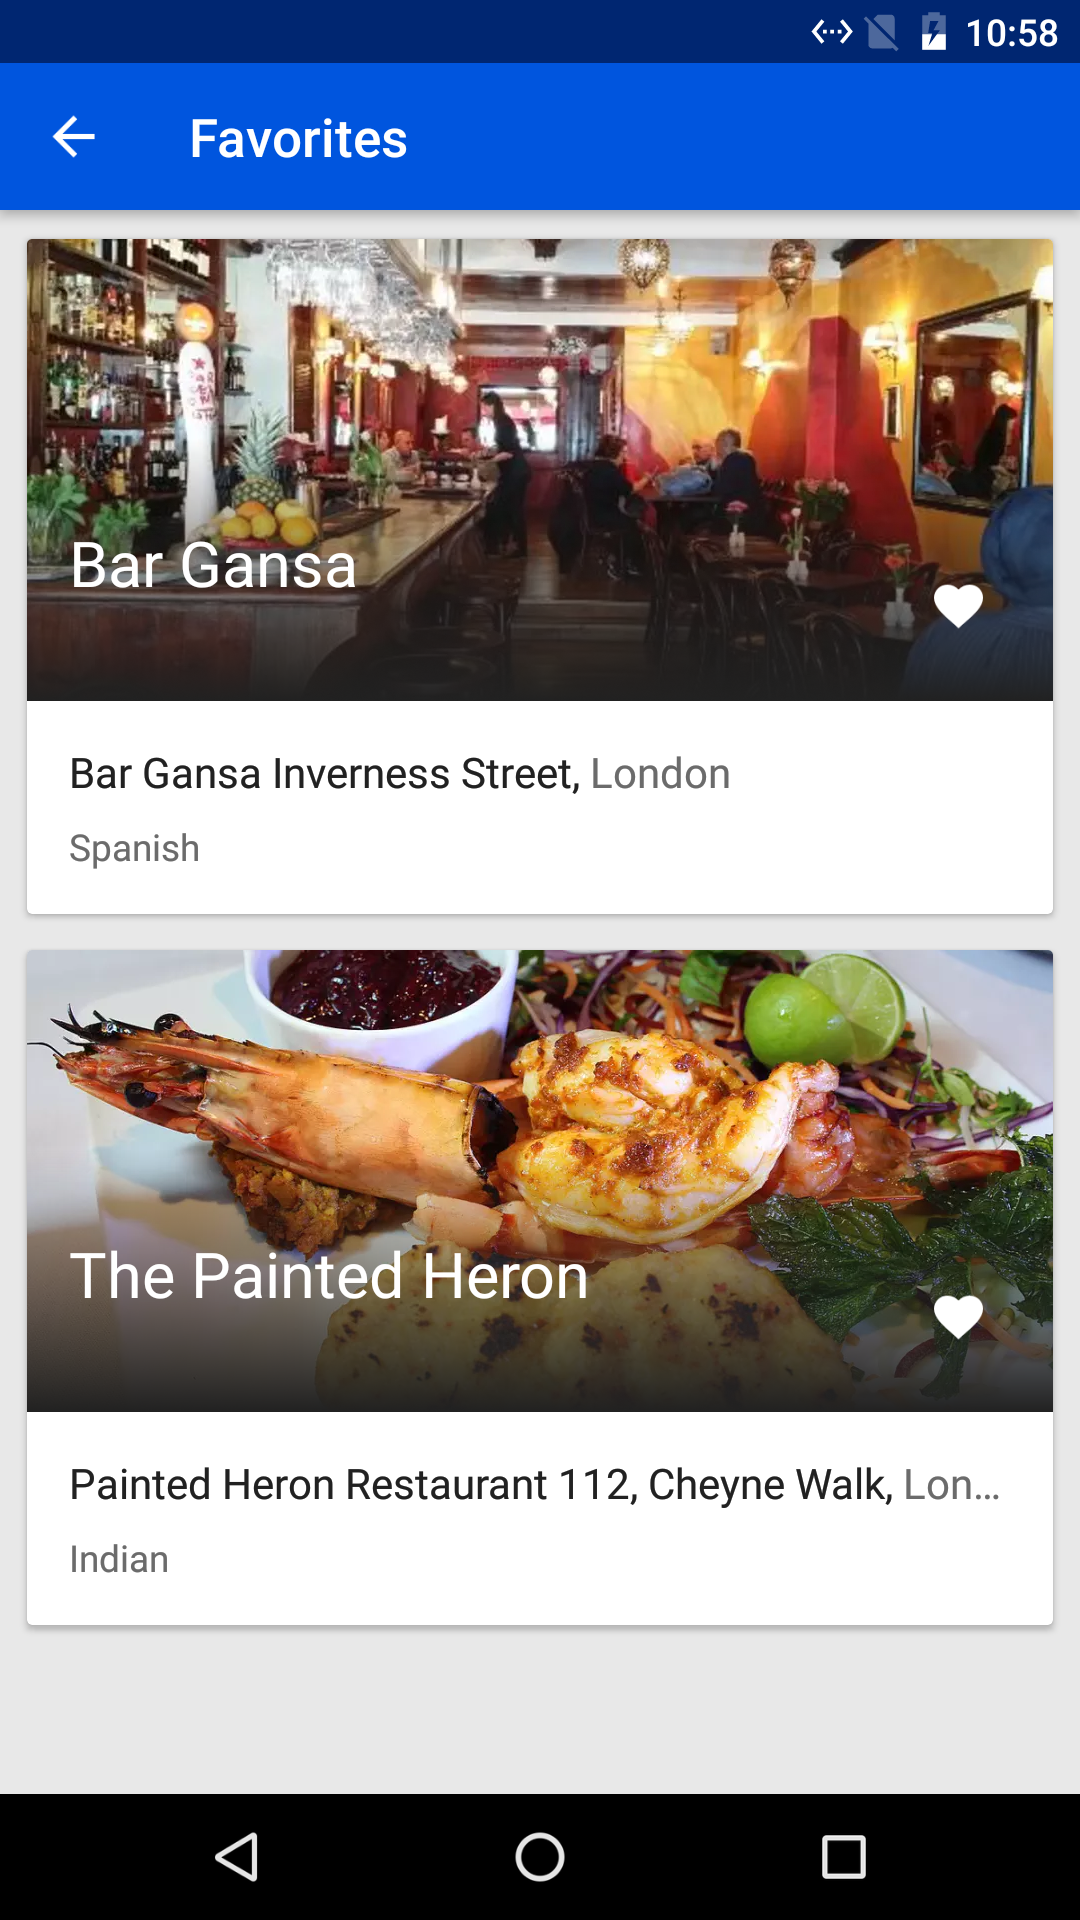 10:58
Favorites
Bar Gansa
Bar Gansa Inverness Street, London
Spanish
The Painted Heron
Painted Heron Restaurant 112, Cheyne Walk, Lon...
Indian